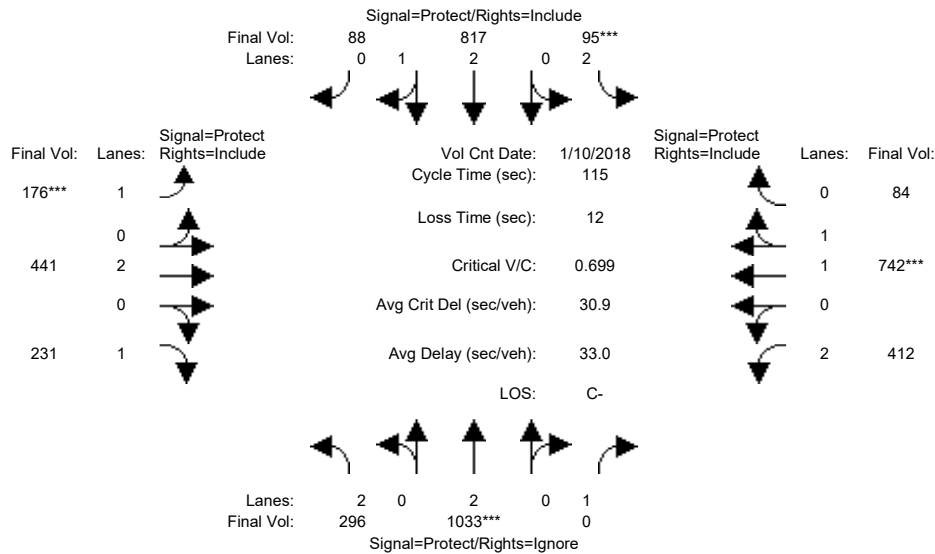 Signal=Protect/Rights=Include
Final Vol: 88 817 95***
Lanes: 0 1 2 0 2
Signal=Protect Signal=Protect
Final Vol: Lanes: Rights=Include Vol Cnt Date: 1/10/2018 Rights=Include Lanes: Final Vol:
Cycle Time (sec): 115
176*** 1 0 84
Loss Time (sec): 12
0 1
441 2 Critical V/C: 0.699 1 742***
0 Avg Crit Del (sec/veh): 30.9 0
231 1 Avg Delay (sec/veh): 33.0 2 412
LOS: C-
Lanes: 2 0 2 0 1
Final Vol: 296 1033*** 0
Signal=Protect/Rights=Ignore